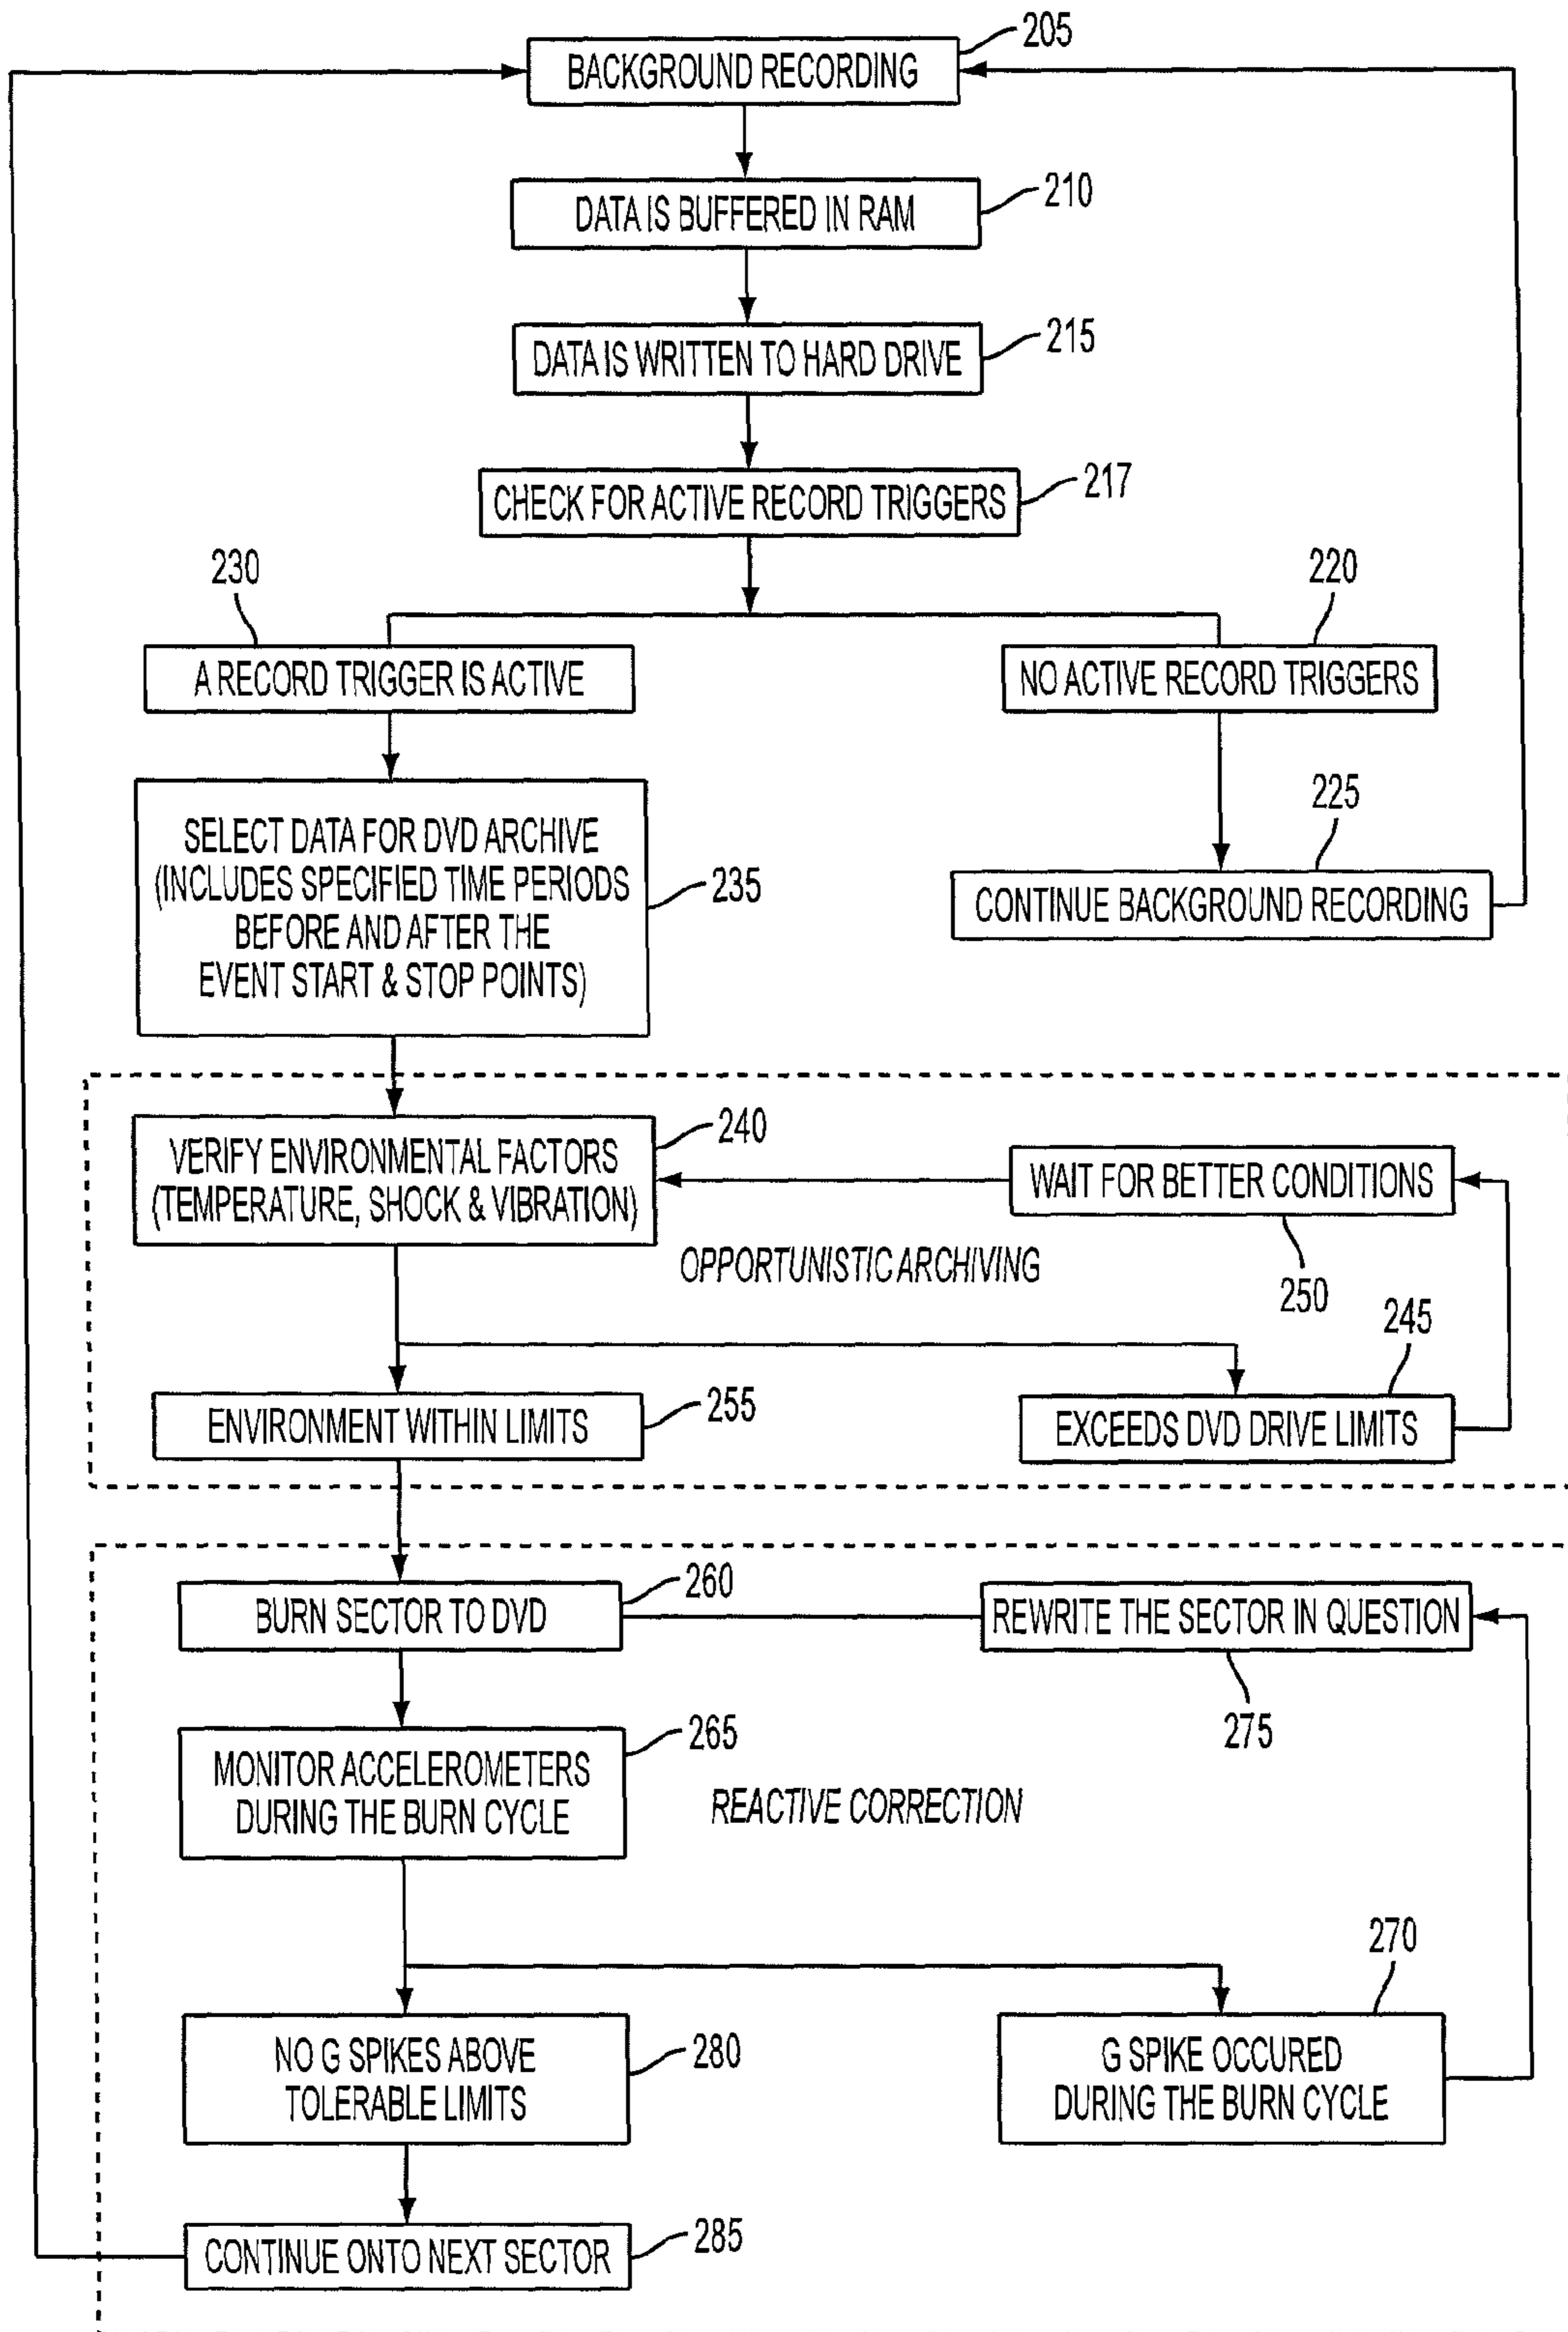 205
BACKGROUND RECORDING
210
DATA IS BUFFERED IN RAM
215
DATA IS WRITTEN TO HARD DRIVE
217
CHECK FOR ACTIVE RECORD TRIGGERS
230
220
A RECORD TRIGGER IS ACTIVE
NO ACTIVE RECORD TRIGGERS
225
SELECT DATA FOR DVD ARCHIVE
(INCLUDES SPECIFIED TIME PERIODS
BEFORE AND AFTER THE
EVENT START & STOP POINTS)
235
CONTINUE BACKGROUND RECORDING
240
VERIFY ENVIRONMENTAL FACTORS
(TEMPERATURE, SHOCK & VIBRATION)
WAIT FOR BETTER CONDITIONS
250
OPPORTUNISTIC ARCHIVING
245
ENVIRONMENT WITHIN LIMITS
255
EXCEEDS DVD DRIVE LIMITS
260
BURN SECTOR TO DVD
REWRITE THE SECTOR IN QUESTION
275
265
MONITOR ACCELEROMETERS
DURING THE BURN CYCLE
REACTIVE CORRECTION
270
NO G SPIKES ABOVE
TOLERABLE LIMITS
280
G SPIKE OCCURED
DURING THE BURN CYCLE
285
CONTINUE ONTO NEXT SECTOR